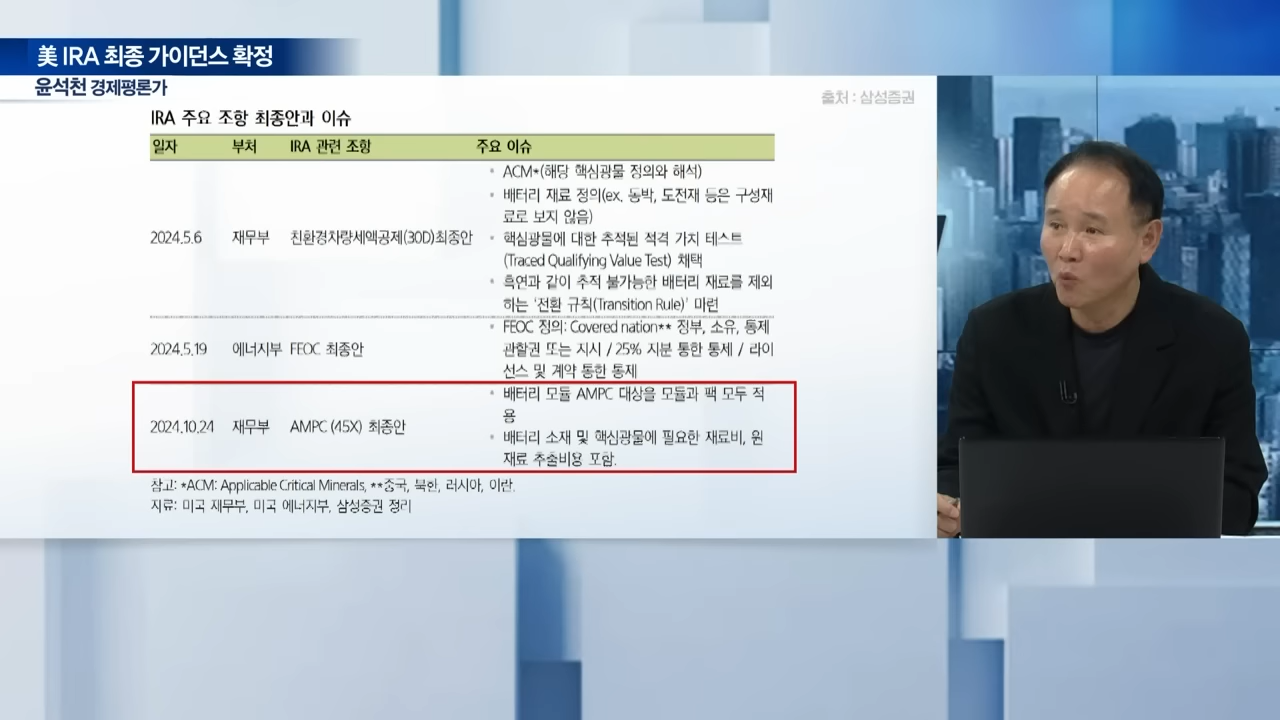 美 IRA 최종 가이던스 확정
윤석천 경제평론가
출처 : 삼성증권
IRA 주요 조항 최종안과 이슈
일자 부처 IRA 관련 조항 주요 이슈
• ACM*(해당 핵심광물 정의와 해석)
• 배터리 재료 정의(ex. 동박, 도전재 등은 구성재
료로 보지 않음)
2024.5.6 재무부 친환경차량세액공제(30D)최종안 • 핵심광물에 대한 추적된 적격 가치 테스트
(Traced Qualifying Value Test) 채택
• 흑연과 같이 추적 불가능한 배터리 재료를 제외
하는 '전환 규칙(Transition Rule)' 마련
• FEOC 정의: Covered nation** 정부, 소유, 통제
2024.5.19 에너지부 FEOC 최종안 관할권 또는 지시 / 25% 지분 통한 통제 / 라이
선스 및 계약 통한 통제
• 배터리 모듈 AMPC 대상을 모듈과 팩 모두 적
용
2024.10.24 재무부 AMPC (45X) 최종안
• 배터리 소재 및 핵심광물에 필요한 재료비, 원
재료 추출비용 포함.
참고: *ACM: Applicable Critical Minerals, **중국, 북한, 러시아, 이란.
자료: 미국 재무부, 미국 에너지부, 삼성증권 정리